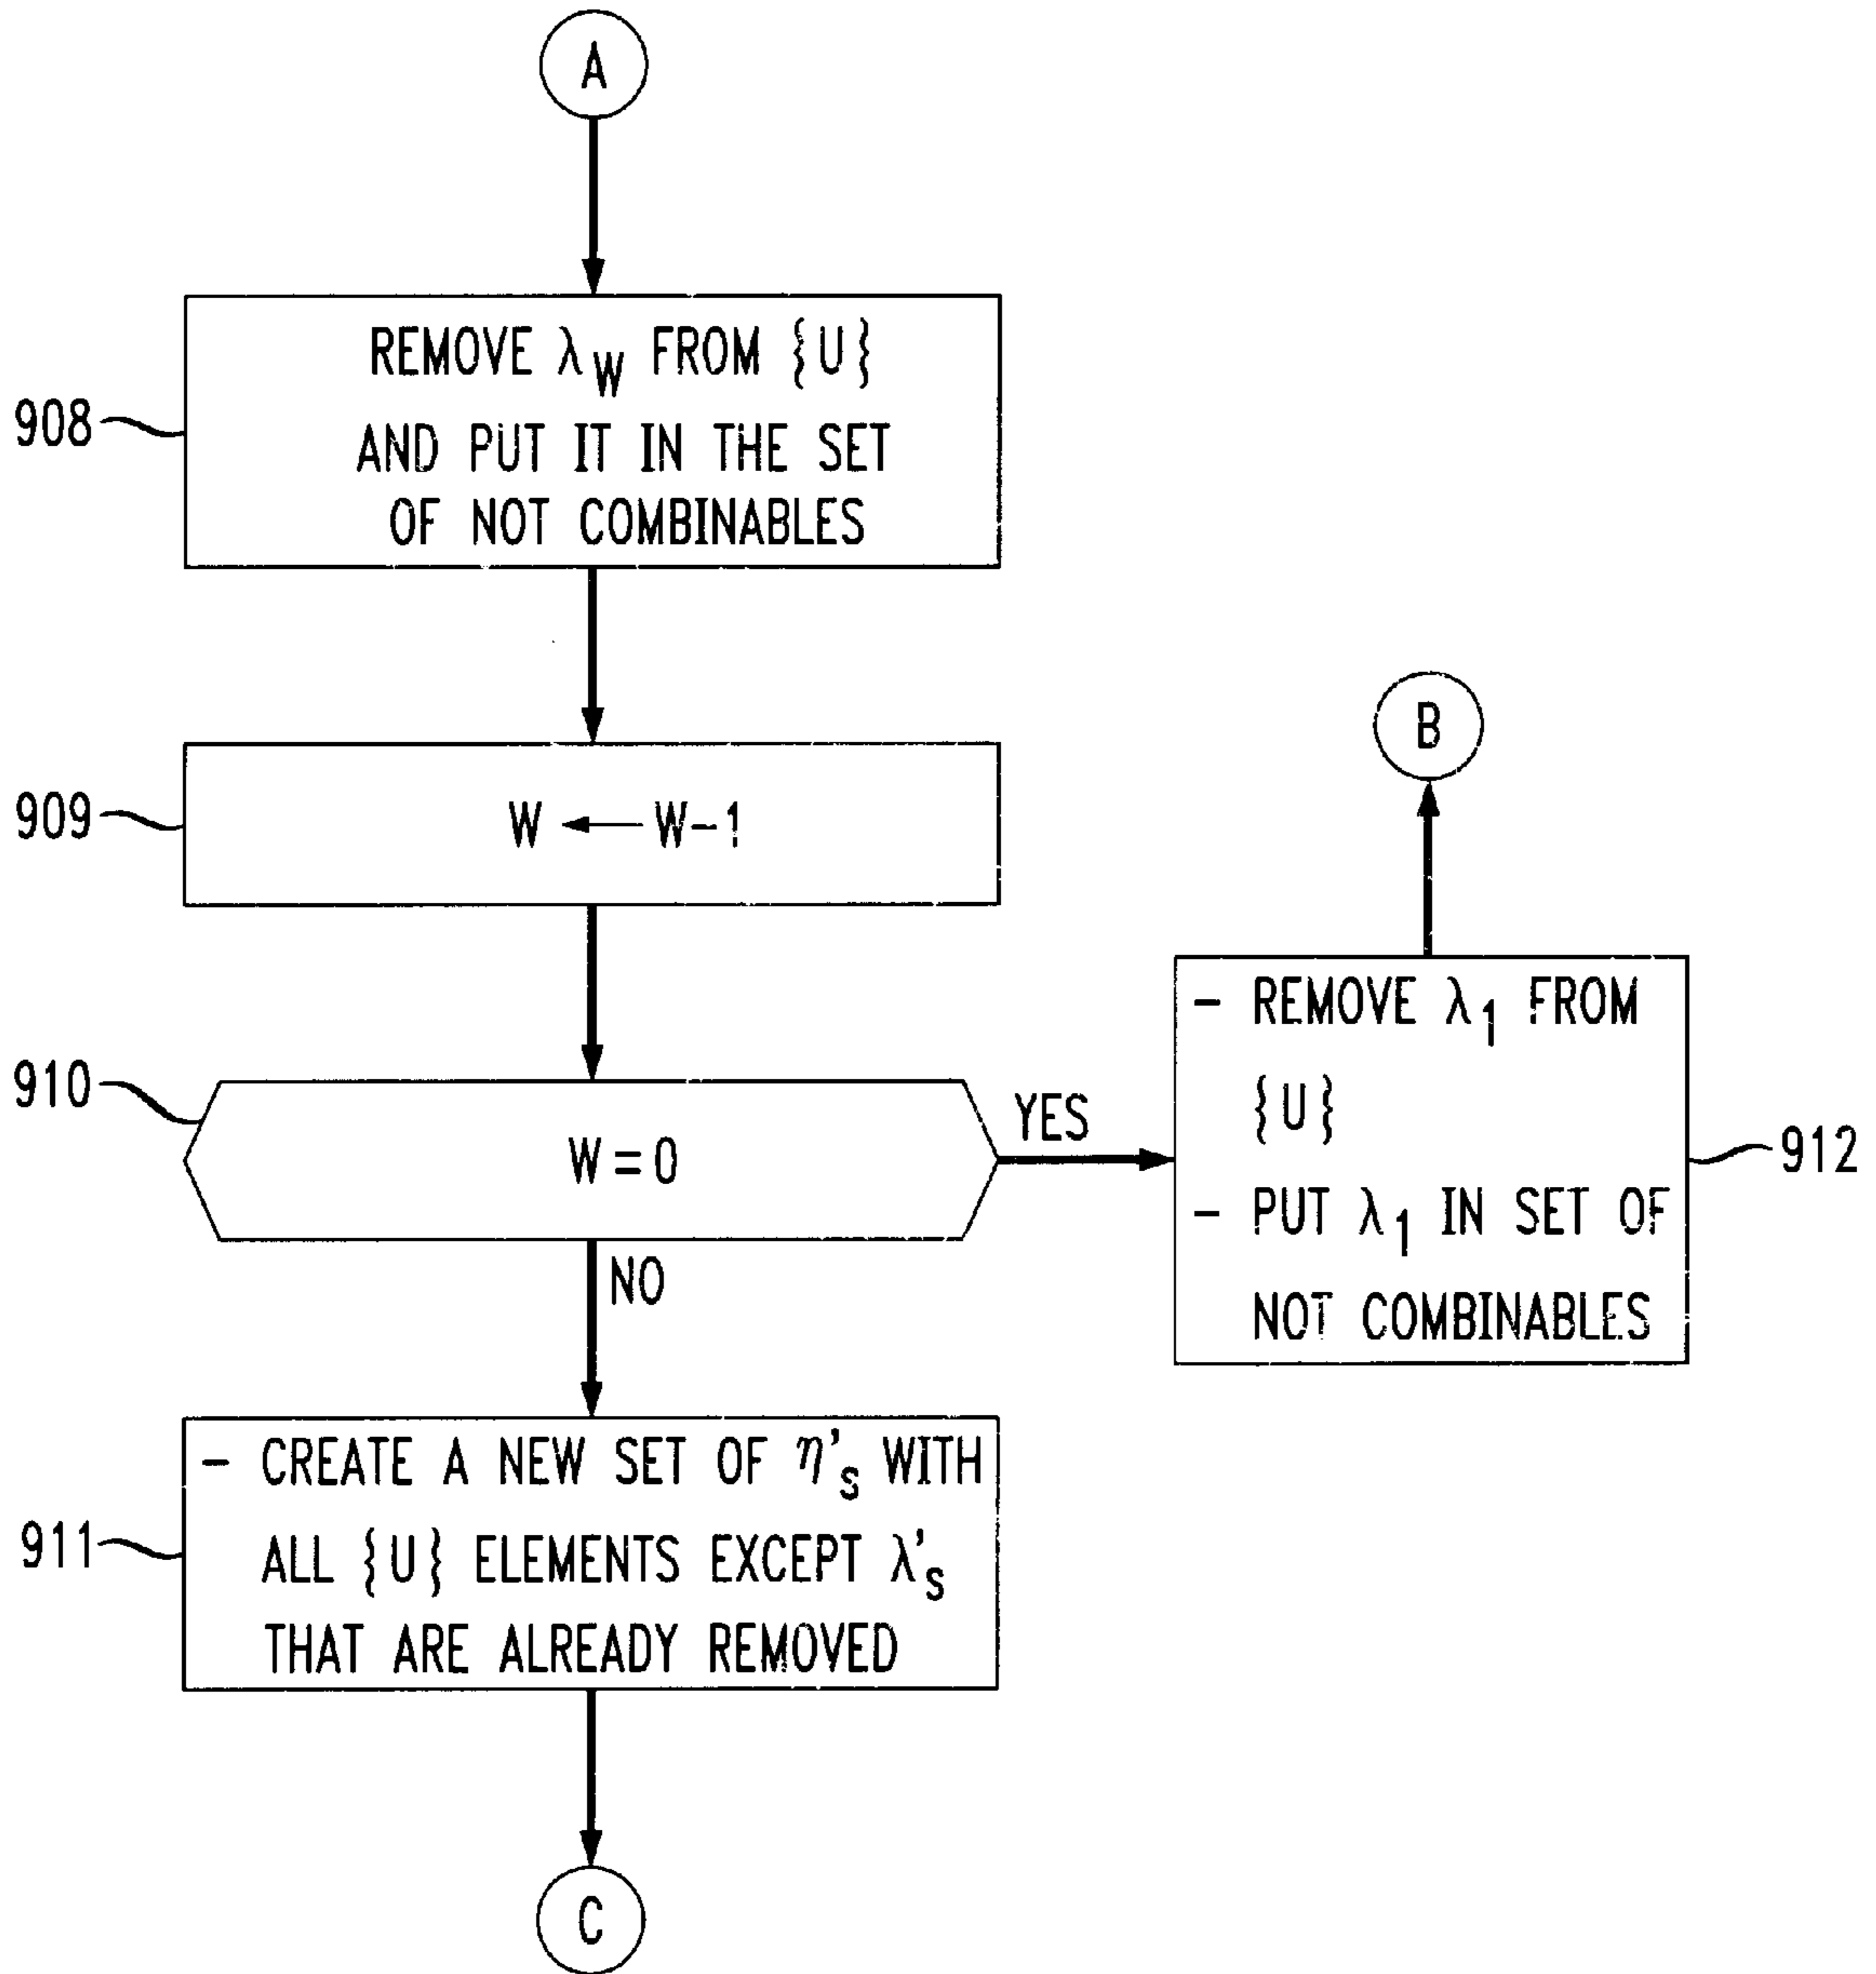 A
REMOVE λW FROM {U}
AND PUT IT IN THE SET
OF NOT COMBINABLES
908
W ← W-1
909
B
910
W=0
YES
NO
- REMOVE λ1 FROM
{U}
- PUT λ1 IN SET OF
NOT COMBINABLES
912
- CREATE A NEW SET OF η's WITH
ALL {U} ELEMENTS EXCEPT λ's
THAT ARE ALREADY REMOVED
911
C